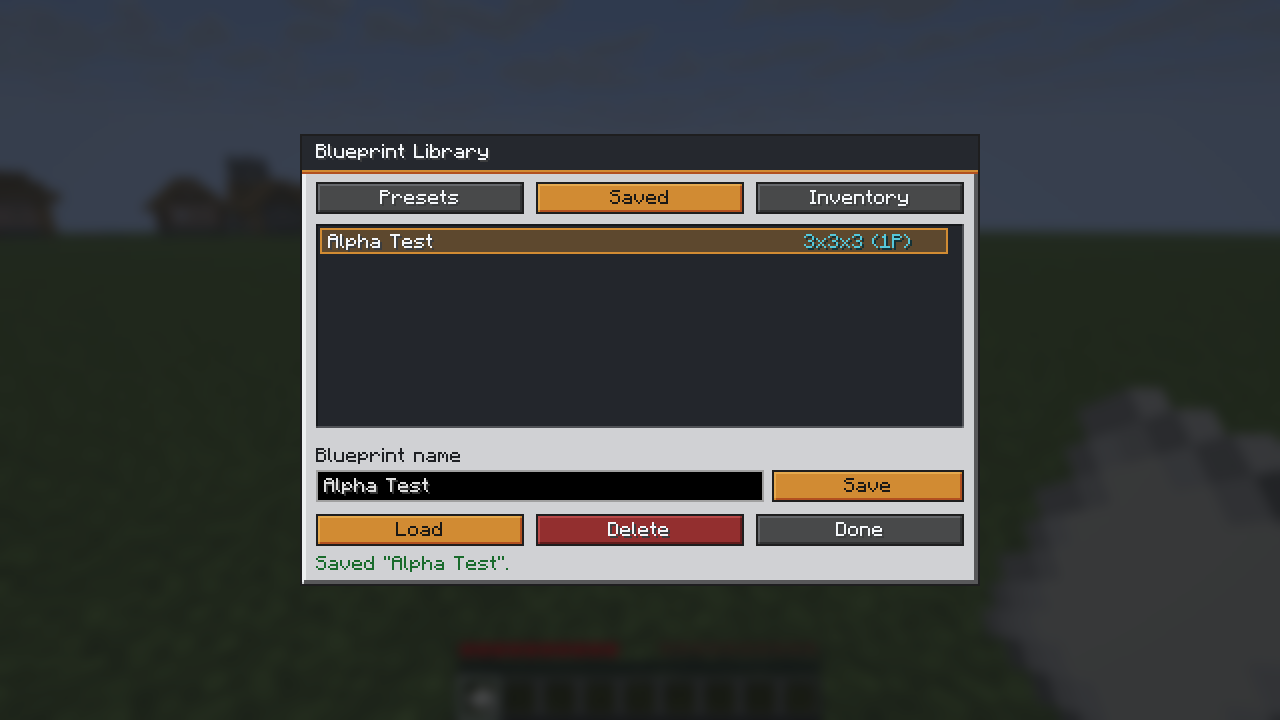 Blueprint Library
Presets Saved Inventory
Alpha Test 3x3x3 (1P)
Blueprint name
Alpha Test Save
Load Delete Done
Saved "Alpha Test".